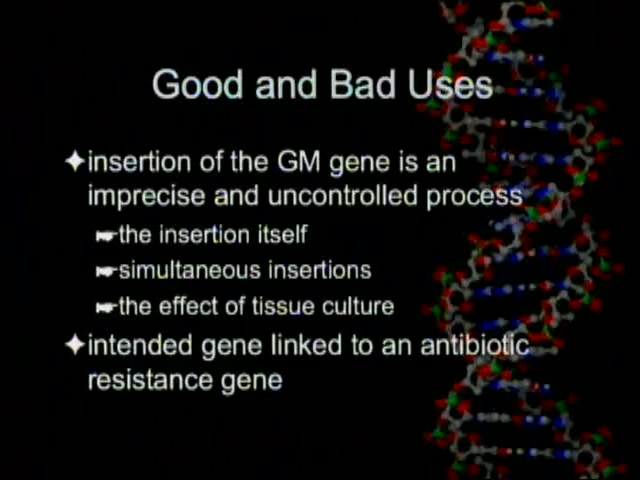 Good and Bad Uses
insertion of the GM gene is an
imprecise and uncontrolled process
the insertion itself
simultaneous insertions
the effect of tissue culture
intended gene linked to an antibiotic
resistance gene